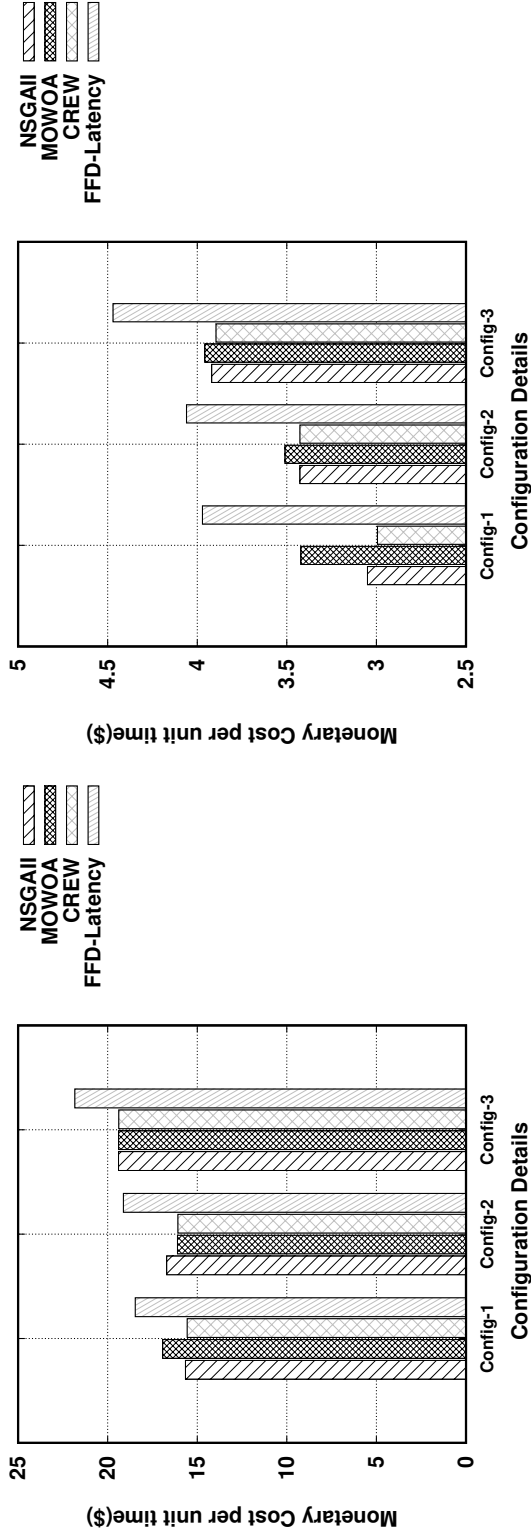 NSGAII
MOWOA
CREW
FFD-Latency
25
20
15
10
5
0
Monetary Cost per unit time($)
Config-1 Config-2 Config-3
Configuration Details
NSGAII
MOWOA
CREW
FFD-Latency
5
4.5
4
3.5
3
2.5
Monetary Cost per unit time($)
Config-1 Config-2 Config-3
Configuration Details